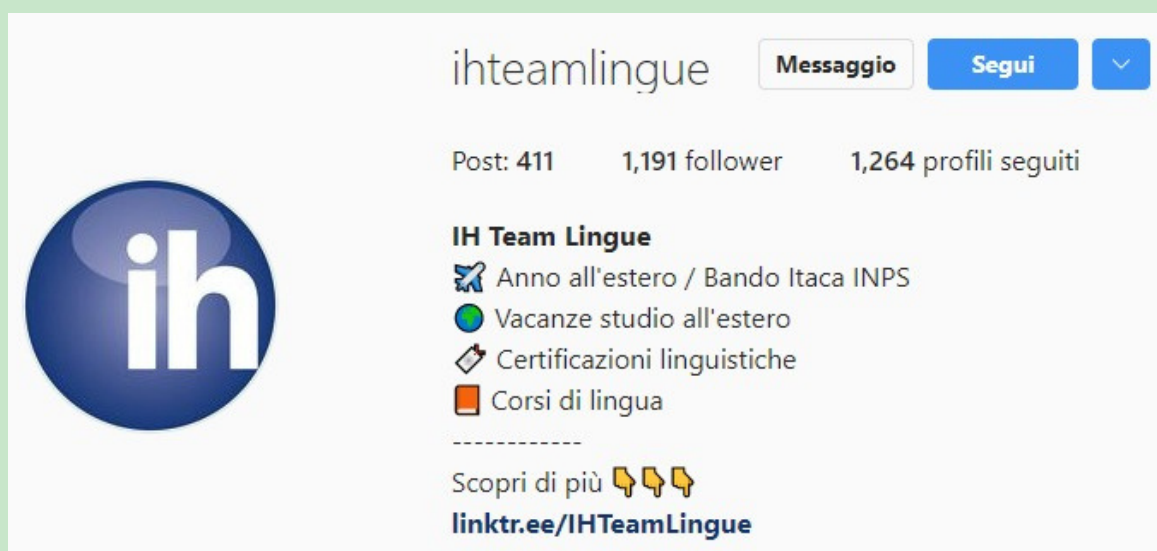 ihteamlingue Messaggio Segui
Post: 411 1,191 follower 1,264 profili seguiti
ih
IH Team Lingue
✈️ Anno all'estero / Bando Itaca INPS
🌍 Vacanze studio all'estero
🏷️ Certificazioni linguistiche
📙 Corsi di lingua
------------
Scopri di più 👇👇👇
linktr.ee/IHTeamLingue